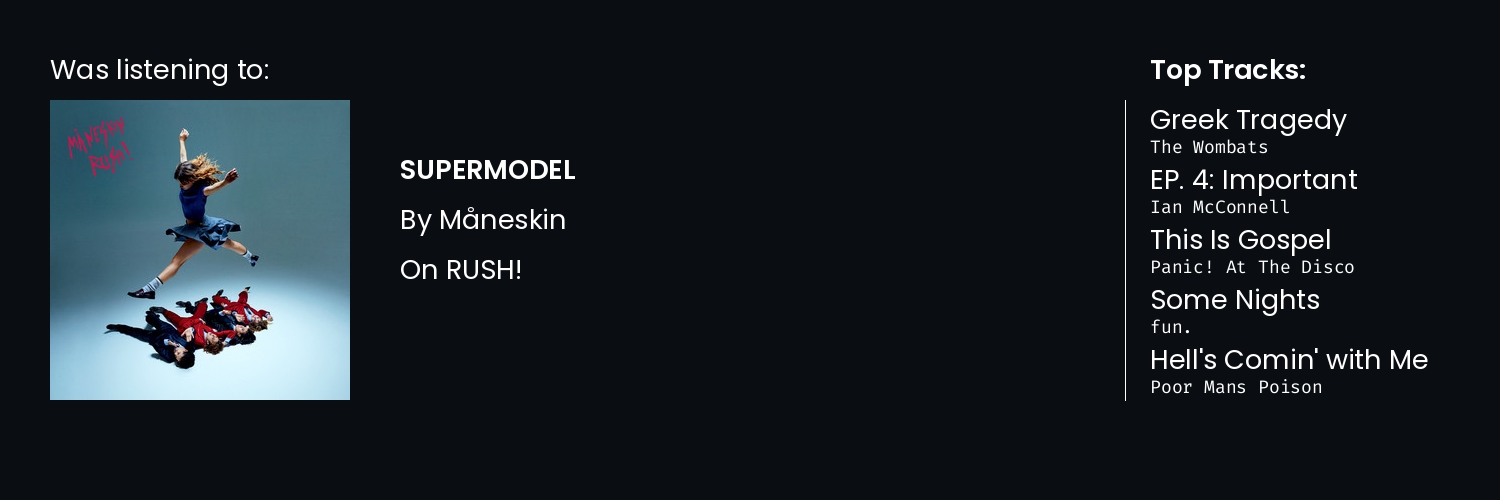 Was listening to:
MÅNESKIN
RUSH!
SUPERMODEL
By Måneskin
On RUSH!
Top Tracks:
Greek Tragedy
The Wombats
EP. 4: Important
Ian McConnell
This Is Gospel
Panic! At The Disco
Some Nights
fun.
Hell's Comin' with Me
Poor Mans Poison